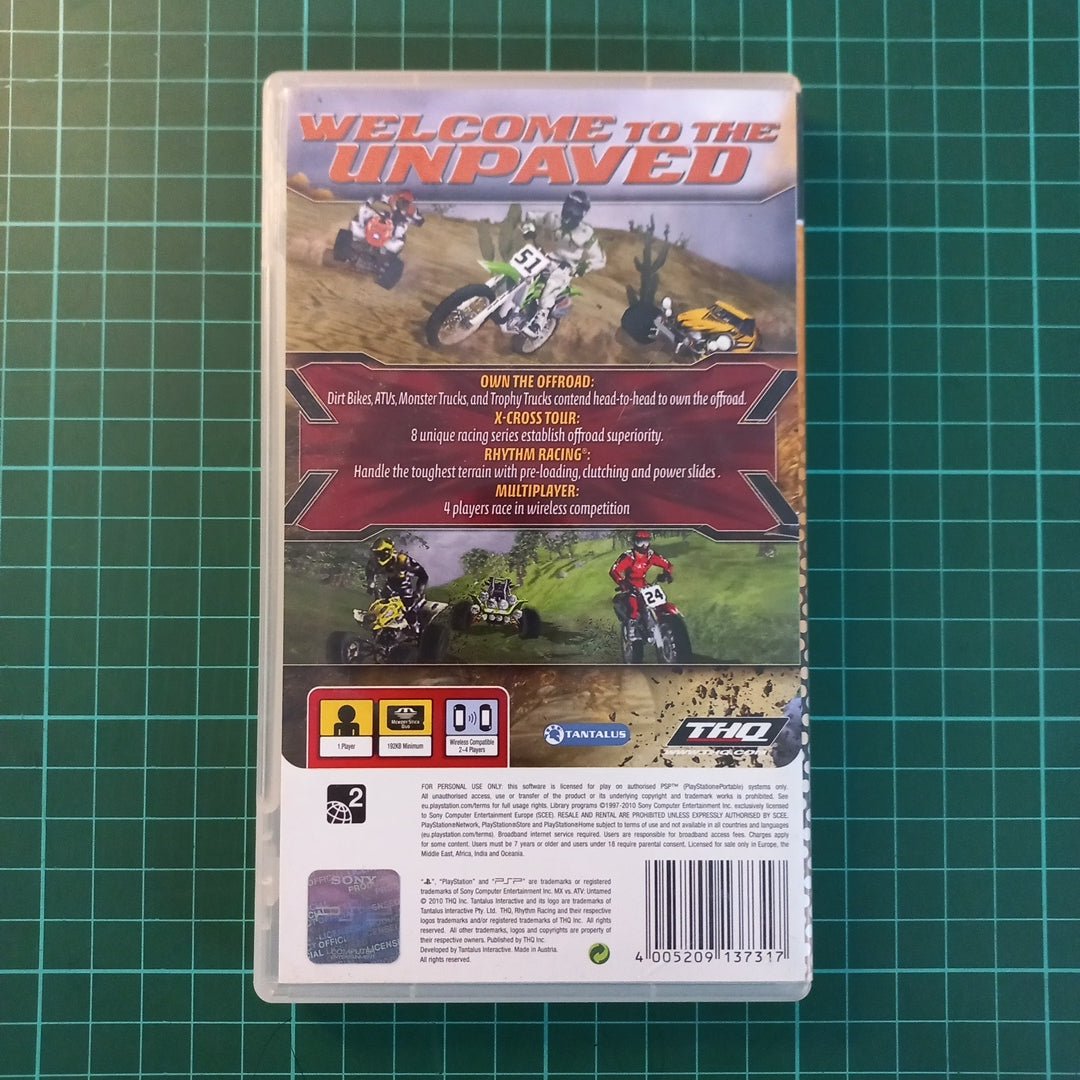 WELCOME TO THE
UNPAVED
51
OWN THE OFFROAD:
Dirt Bikes, ATVs, Monster Trucks, and Trophy Trucks contend head-to-head to own the offroad.
X-CROSS TOUR:
8 unique racing series establish offroad superiority.
RHYTHM RACING®:
Handle the toughest terrain with pre-loading, clutching and power slides .
MULTIPLAYER:
4 players race in wireless competition
24
1 Player
MEMORY STICK
DUO
192KB Minimum
Wireless Compatible
2-4 Players
TANTALUS
THQ
www.thq.com
2
FOR PERSONAL USE ONLY: this software is licensed for play on authorised PSP™ (PlayStation®Portable) systems only.
All unauthorised access, use or transfer of the product or its underlying copyright and trademark works is prohibited. See
eu.playstation.com/terms for full usage rights. Library programs ©1997-2010 Sony Computer Entertainment Inc. exclusively licensed
to Sony Computer Entertainment Europe (SCEE). RESALE AND RENTAL ARE PROHIBITED UNLESS EXPRESSLY AUTHORISED BY SCEE.
PlayStation®Network, PlayStation®Store and PlayStation®Home subject to terms of use and not available in all countries and languages
(eu.playstation.com/terms). Broadband internet service required. Users are responsible for broadband access fees. Charges apply
for some content. Users must be 7 years or older and users under 18 require parental consent. Licensed for sale only in Europe, the
Middle East, Africa, India and Oceania.
"PlayStation" and "PSP" are trademarks or registered
trademarks of Sony Computer Entertainment Inc. MX vs. ATV: Untamed
© 2010 THQ Inc. Tantalus Interactive and its logo are trademarks of
Tantalus Interactive Pty. Ltd. THQ, Rhythm Racing and their respective
logos trademarks and/or registered trademarks of THQ Inc. All rights
reserved. All other trademarks, logos and copyrights are property of
their respective owners. Published by THQ Inc.
Developed by Tantalus Interactive. Made in Austria.
All rights reserved.
SONY
COMPUTER
ENTERTAINMENT
4 005209 137317